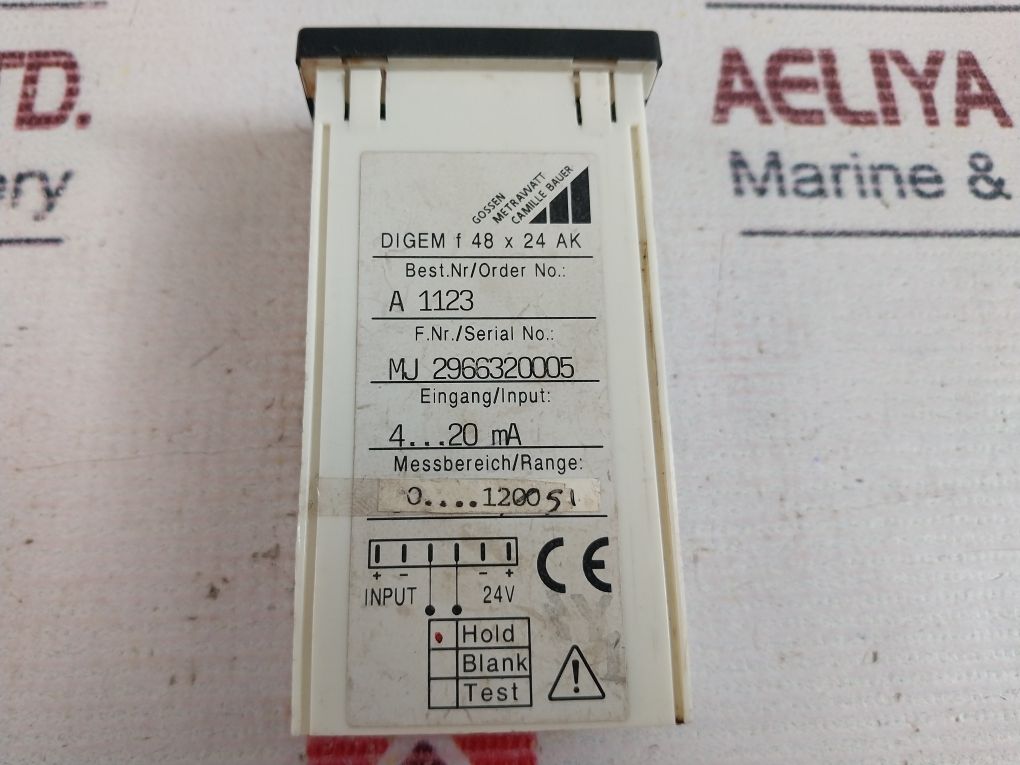 TD.
ery
AELIYA
Marine &
GOSSEN
METRAWATT
CAMILLE BAUER
DIGEM f 48 x 24 AK
Best.Nr/Order No.:
A 1123
F.Nr./Serial No.:
MJ 2966320005
Eingang/Input:
4...20 mA
Messbereich/Range:
0....1200
CE
+ - - +
INPUT 24V
Hold
Blank
Test